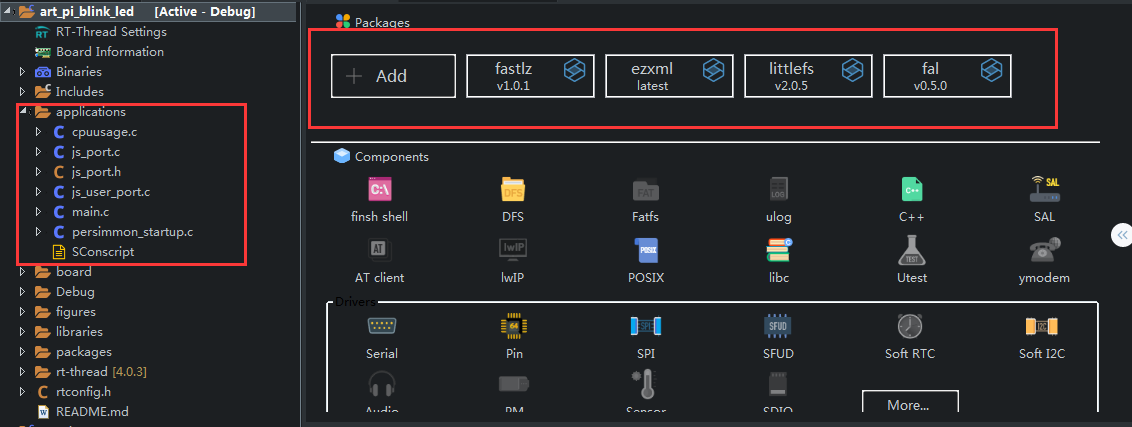 art_pi_blink_led [Active - Debug]
RT-Thread Settings
Board Information
Binaries
Includes
applications
cpuusage.c
js_port.c
js_port.h
js_user_port.c
main.c
persimmon_startup.c
SConscript
board
Debug
figures
libraries
packages
rt-thread [4.0.3]
rtconfig.h
README.md
Packages
Add
fastlz
v1.0.1
ezxml
latest
littlefs
v2.0.5
fal
v0.5.0
Components
C:\
DFS
FAT
LOG
C++
SAL
finsh shell
DFS
Fatfs
ulog
C++
SAL
AT
lwIP
POSIX
UTEST
AT client
lwIP
POSIX
libc
Utest
ymodem
Drivers
64
SPI
SFUD
I2C
Serial
Pin
SPI
SFUD
Soft RTC
Soft I2C
Audio
PM
Sensor
SDIO
More...